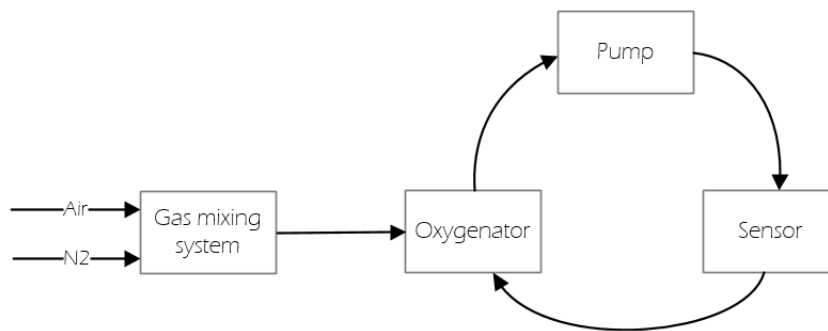 Pump
Air
Gas mixing
system
N2
Oxygenator
Sensor